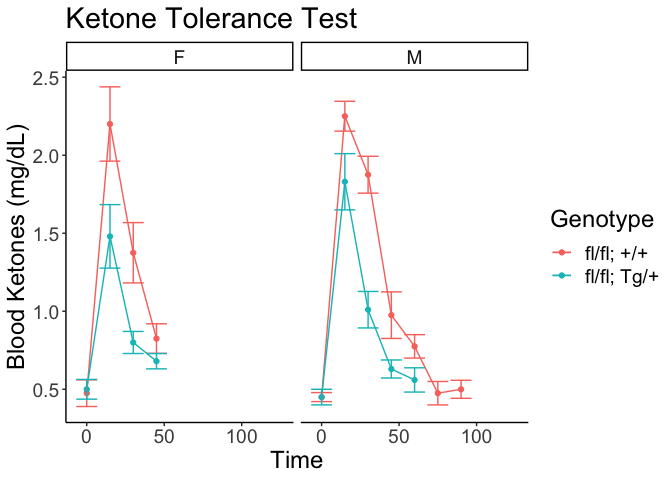 Ketone Tolerance Test
F
M
2.5
2.0
1.5
1.0
0.5
Blood Ketones (mg/dL)
0
50
100
0
50
100
Time
Genotype
fl/fl; +/+
fl/fl; Tg/+